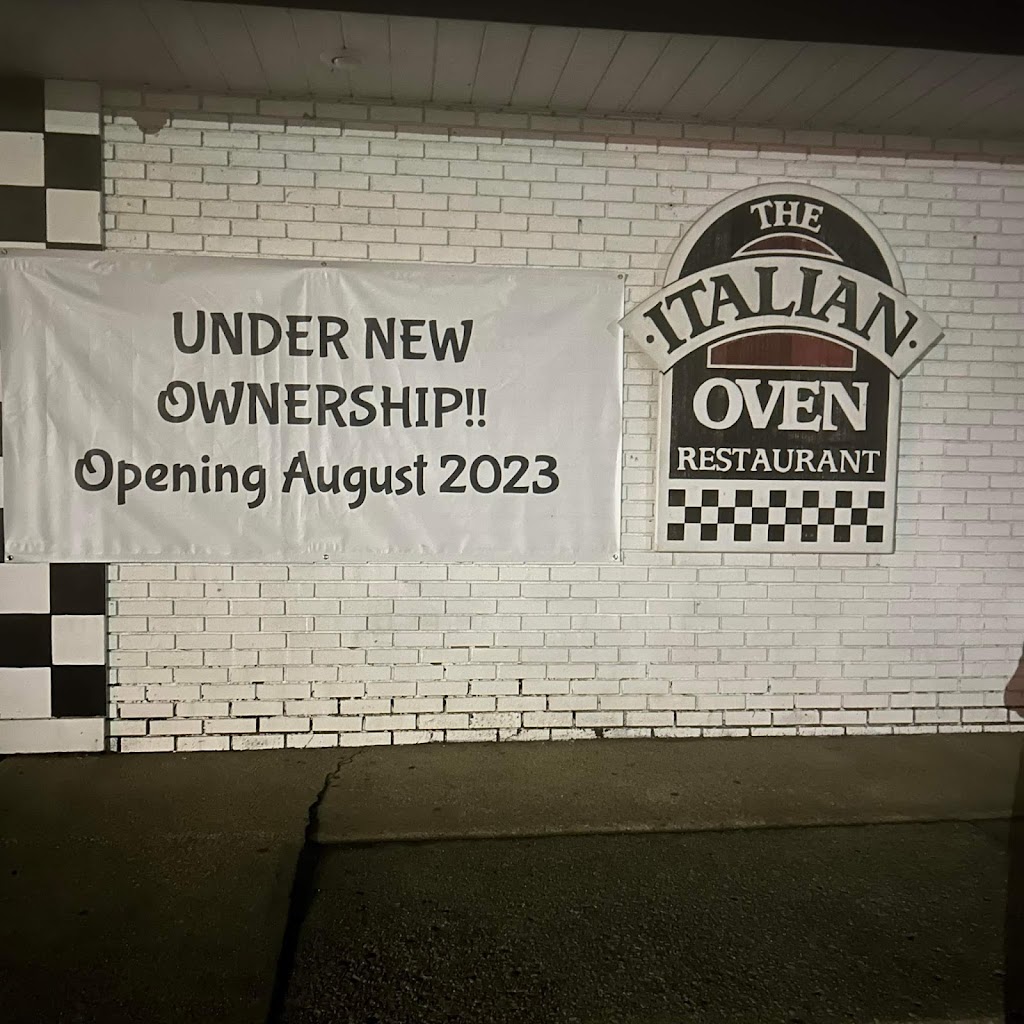 UNDER NEW
OWNERSHIP!!
Opening August 2023
THE
·ITALIAN·
OVEN
RESTAURANT